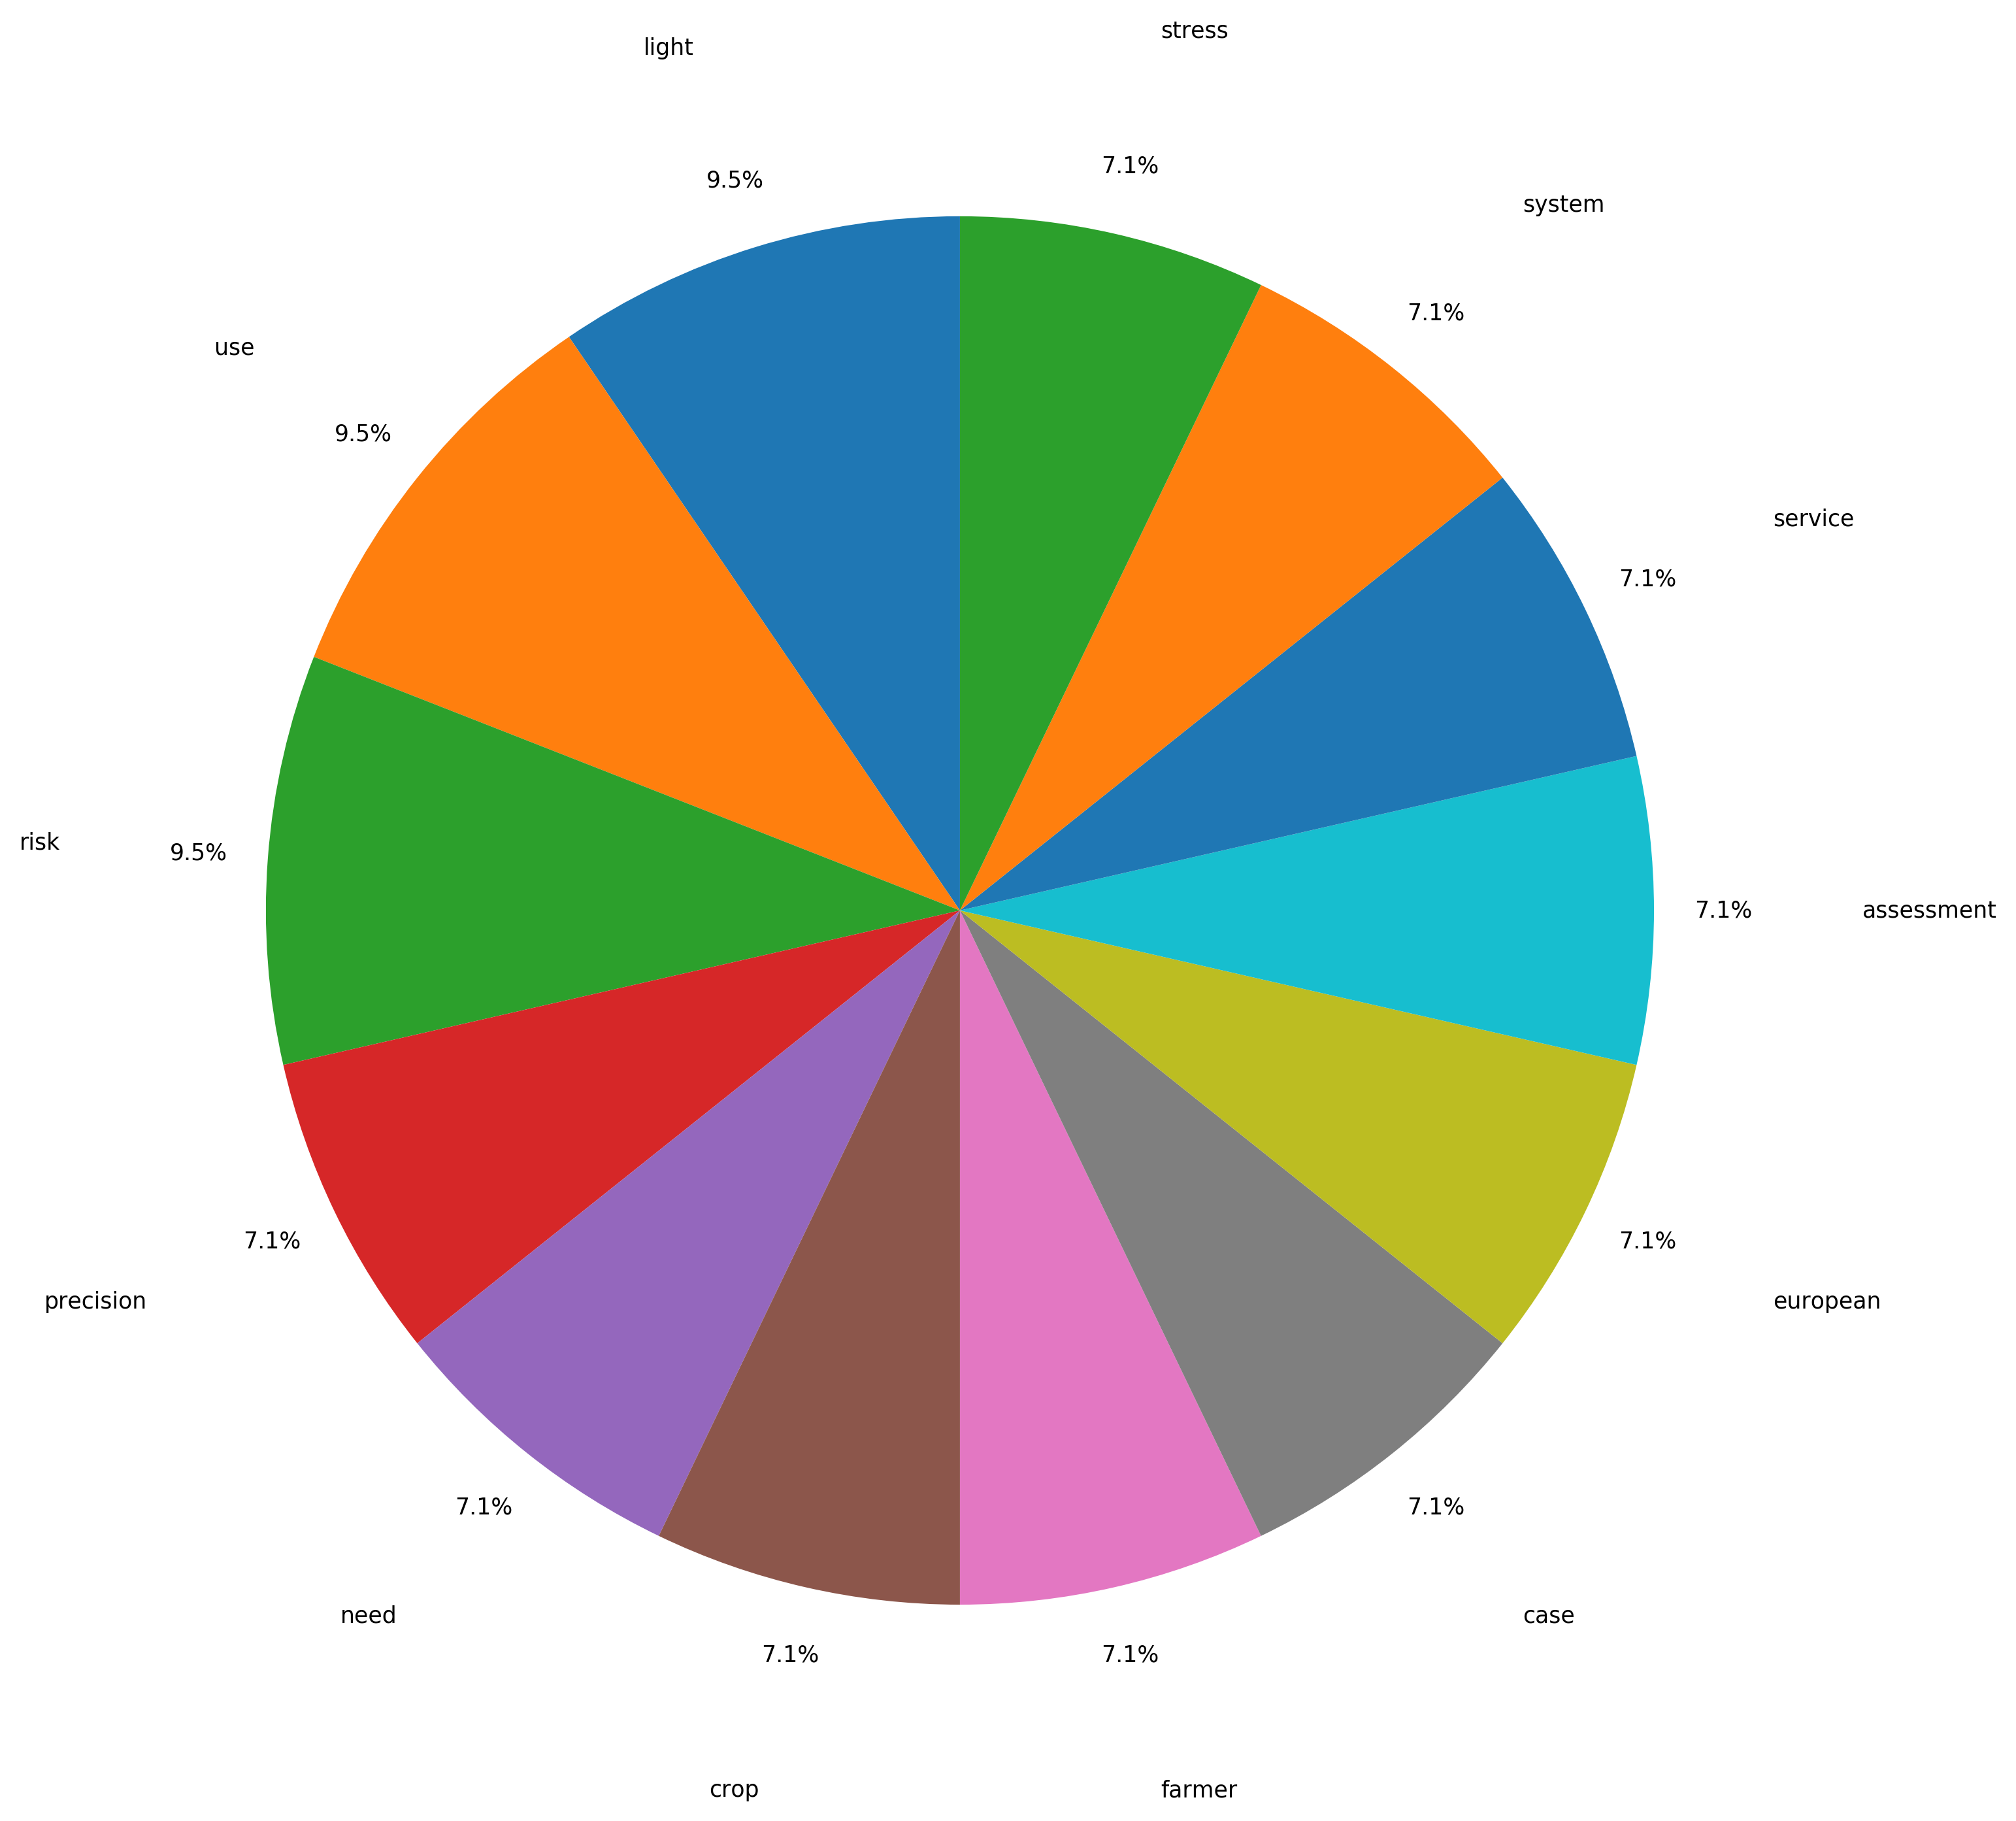 stress
light
7.1%
9.5%
system
7.1%
use
9.5%
service
7.1%
risk
9.5%
7.1%
assessment
7.1%
precision
7.1%
european
7.1%
need
7.1%
case
7.1%
crop
7.1%
farmer